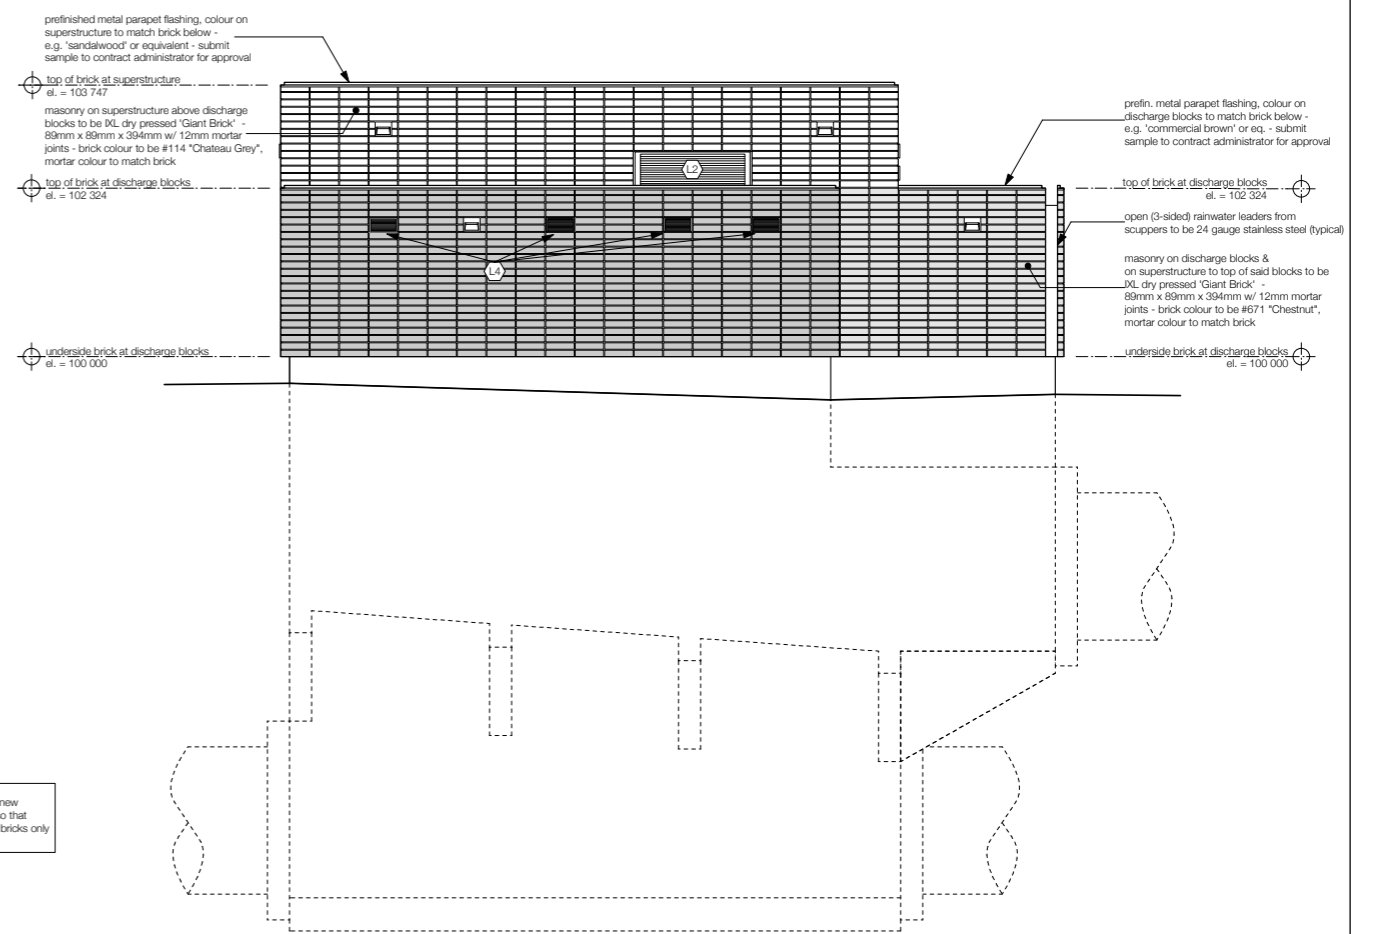 prefinished metal parapet flashing, colour on
superstructure to match brick below -
e.g. 'sandalwood' or equivalent - submit
sample to contract administrator for approval
top of brick at superstructure
el. = 103 747
masonry on superstructure above discharge
blocks to be IXL dry pressed 'Giant Brick' -
89mm x 89mm x 394mm w/ 12mm mortar
joints - brick colour to be #114 "Chateau Grey",
mortar colour to match brick
top of brick at discharge blocks
el. = 102 324
underside brick at discharge blocks
el. = 100 000
L2
L4
prefin. metal parapet flashing, colour on
discharge blocks to match brick below -
e.g. 'commercial brown' or eq. - submit
sample to contract administrator for approval
top of brick at discharge blocks
el. = 102 324
open (3-sided) rainwater leaders from
scuppers to be 24 gauge stainless steel (typical)
masonry on discharge blocks &
on superstructure to top of said blocks to be
IXL dry pressed 'Giant Brick' -
89mm x 89mm x 394mm w/ 12mm mortar
joints - brick colour to be #671 "Chestnut",
mortar colour to match brick
underside brick at discharge blocks
el. = 100 000
new
o that
bricks only